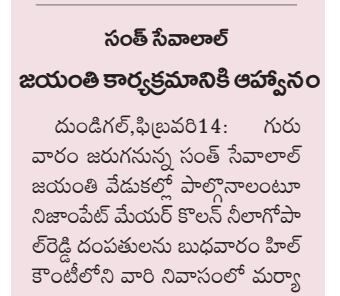 సంత్ సేవాలాల్
జయంతి కార్యక్రమానికి ఆహ్వానం
దుండిగల్,ఫిబ్రవరి14: గురు
వారం జరుగనున్న సంత్ సేవాలాల్
జయంతి వేడుకల్లో పాల్గొనాలంటూ
నిజాంపేట్ మేయర్ కొలన్ నీలాగోపా
ల్‌రెడ్డి దంపతులను బుధవారం హిల్
కౌంటీలోని వారి నివాసంలో మర్యా